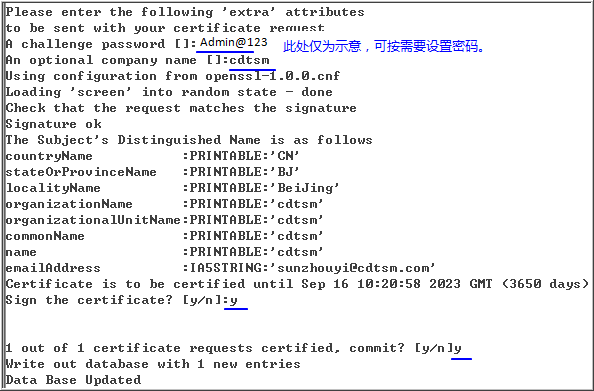 Please enter the following 'extra' attributes
to be sent with your certificate request
A challenge password []:Admin@123 此处仅为示意，可按需要设置密码。
An optional company name []:cdtsm
Using configuration from openssl-1.0.0.cnf
Loading 'screen' into random state - done
Check that the request matches the signature
Signature ok
The Subject's Distinguished Name is as follows
countryName :PRINTABLE:'CN'
stateOrProvinceName :PRINTABLE:'BJ'
localityName :PRINTABLE:'BeiJing'
organizationName :PRINTABLE:'cdtsm'
organizationalUnitName:PRINTABLE:'cdtsm'
commonName :PRINTABLE:'cdtsm'
name :PRINTABLE:'cdtsm'
emailAddress :IA5STRING:'sunzhouyi@cdtsm.com'
Certificate is to be certified until Sep 16 10:20:58 2023 GMT (3650 days)
Sign the certificate? [y/n]:y
1 out of 1 certificate requests certified, commit? [y/n]y
Write out database with 1 new entries
Data Base Updated